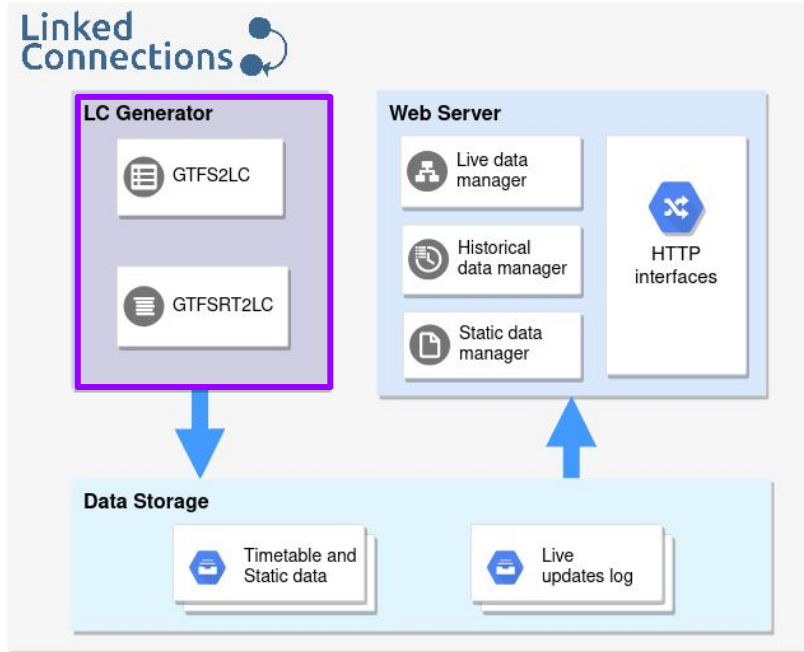 Linked
Connections
LC Generator
GTFS2LC
GTFSRT2LC
Web Server
Live data
manager
Historical
data manager
Static data
manager
HTTP
interfaces
Data Storage
Timetable and
Static data
Live
updates log